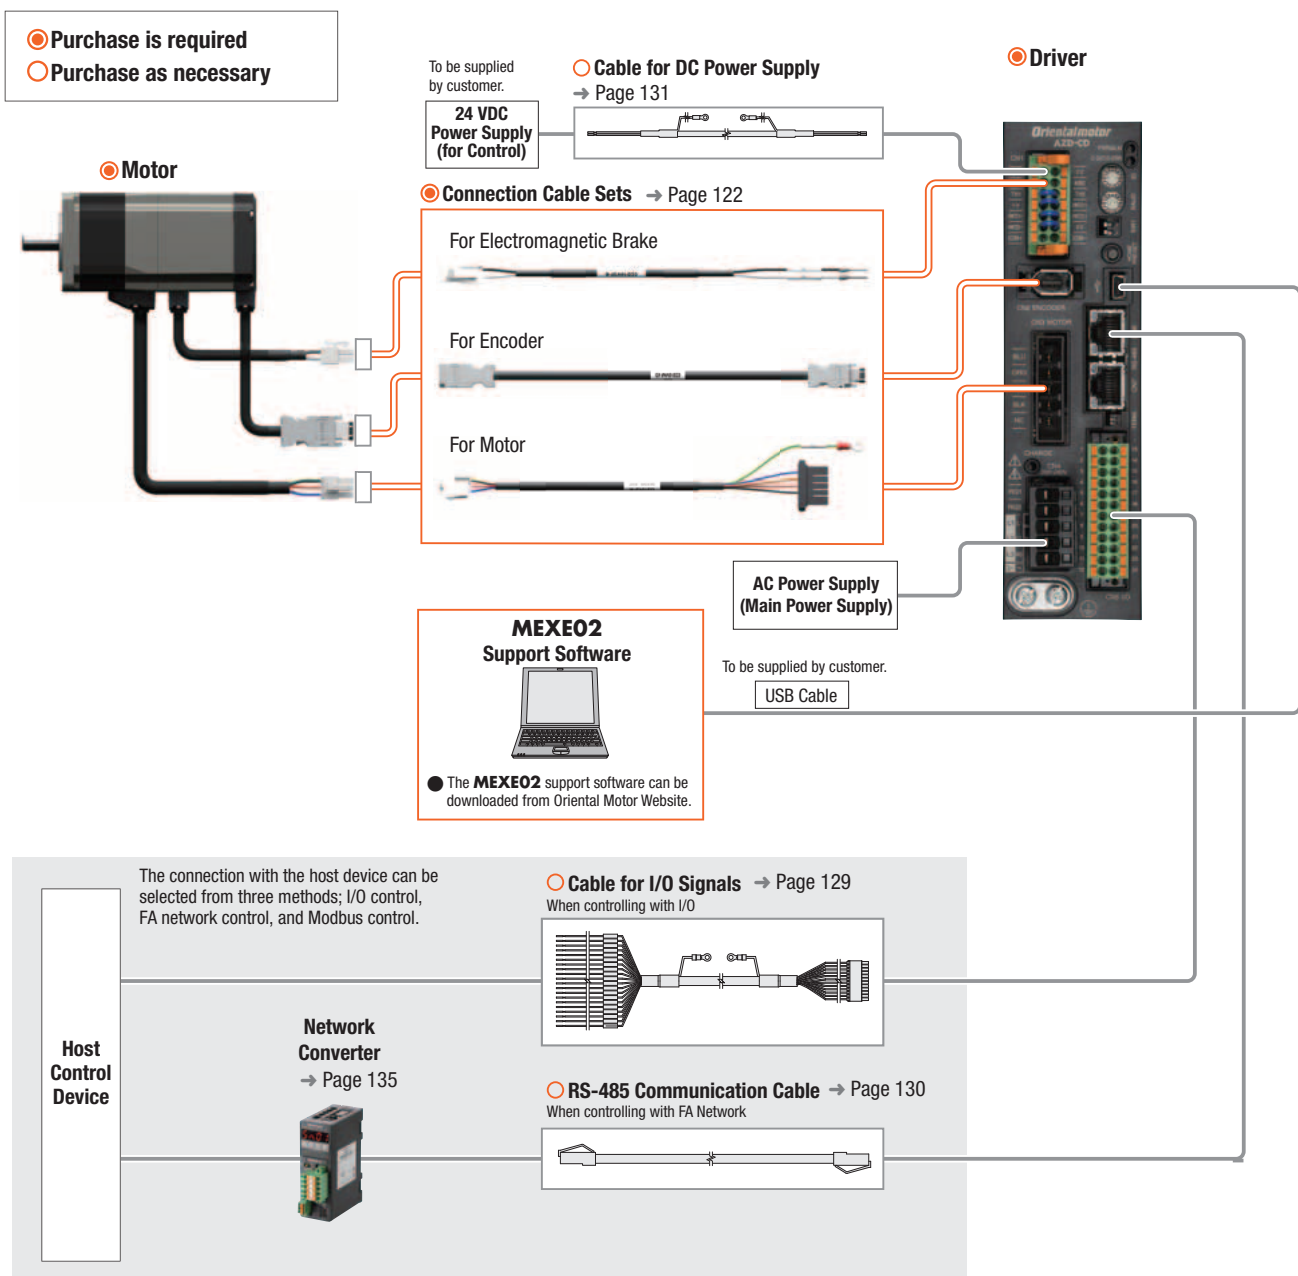 Purchase is required
Purchase as necessary
To be supplied
by customer.
24 VDC
Power Supply
(for Control)
Cable for DC Power Supply
→ Page 131
Driver
Orientalmotor
AZD-CD
Motor
Connection Cable Sets → Page 122
For Electromagnetic Brake
For Encoder
For Motor
CHARGE
AC Power Supply
(Main Power Supply)
MEXE02
Support Software
To be supplied by customer.
USB Cable
The MEXE02 support software can be
downloaded from Oriental Motor Website.
The connection with the host device can be
selected from three methods; I/O control,
FA network control, and Modbus control.
Cable for I/O Signals → Page 129
When controlling with I/O
Host
Control
Device
Network
Converter
→ Page 135
RS-485 Communication Cable → Page 130
When controlling with FA Network